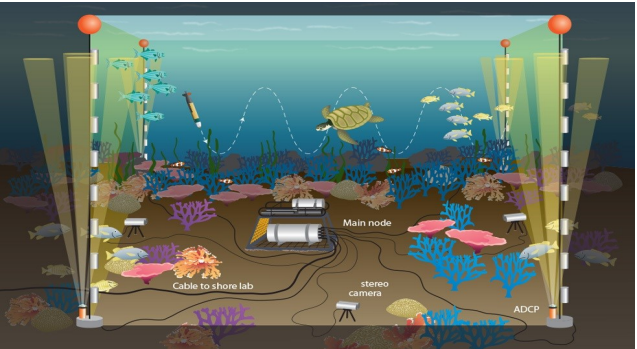 Main node
Cable to shore lab
stereo
camera
ADCP